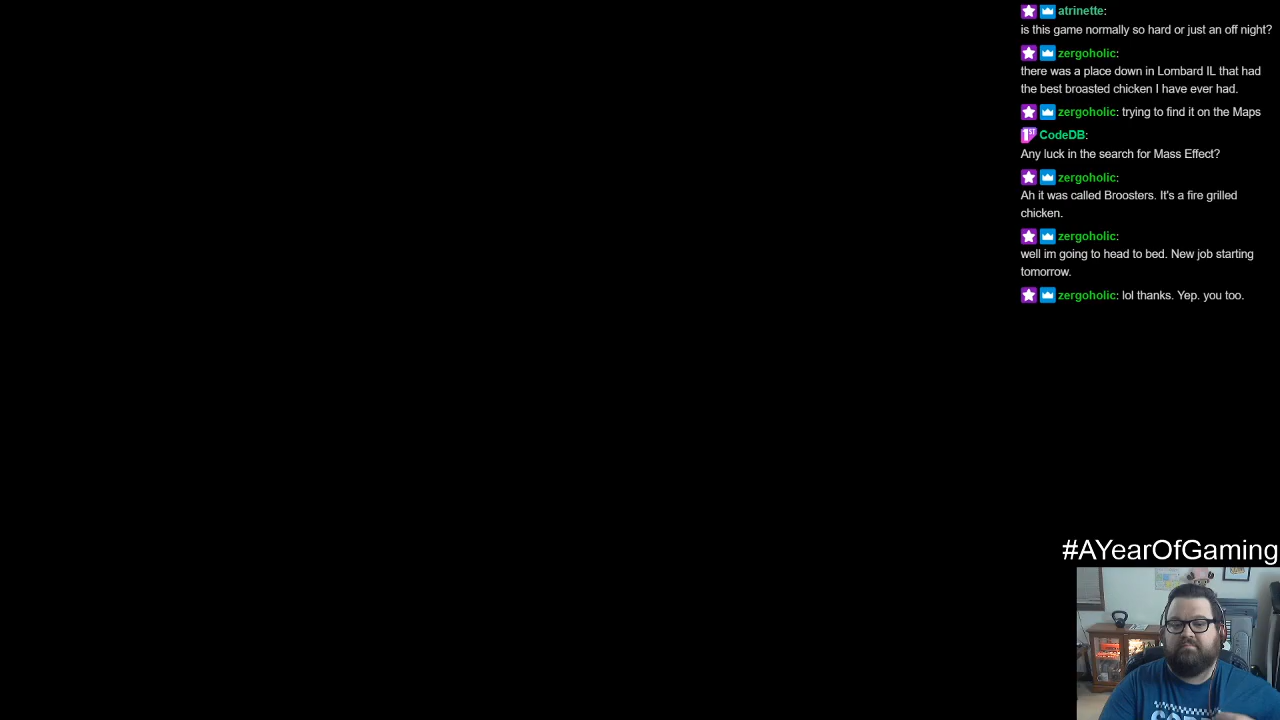 atrinette:
is this game normally so hard or just an off night?
zergoholic:
there was a place down in Lombard IL that had
the best broasted chicken I have ever had.
zergoholic: trying to find it on the Maps
1ST CodeDB:
Any luck in the search for Mass Effect?
zergoholic:
Ah it was called Broosters. It's a fire grilled
chicken.
zergoholic:
well im going to head to bed. New job starting
tomorrow.
zergoholic: lol thanks. Yep. you too.
#AYearOfGaming